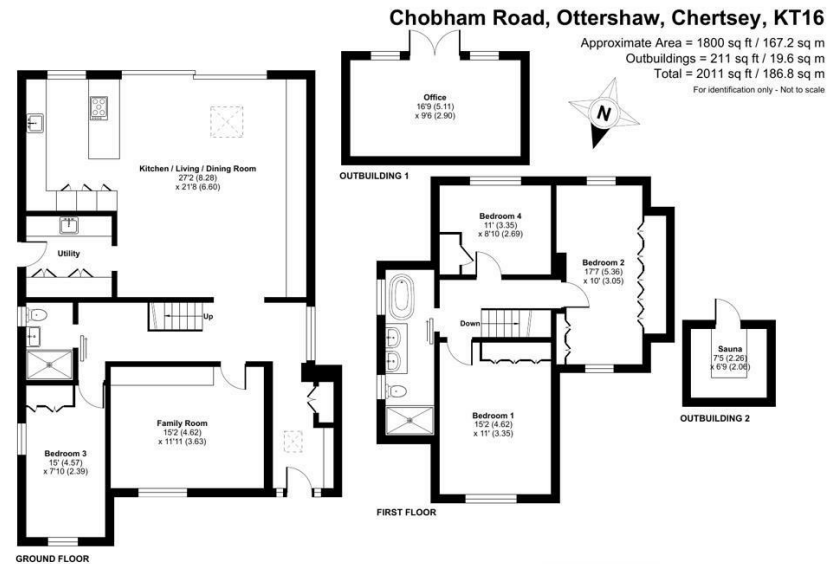 Chobham Road, Ottershaw, Chertsey, KT16
Approximate Area = 1800 sq ft / 167.2 sq m
Outbuildings = 211 sq ft / 19.6 sq m
Total = 2011 sq ft / 186.8 sq m
For identification only - Not to scale
N
Office
16'9 (5.11)
x 9'6 (2.90)
OUTBUILDING 1
Kitchen / Living / Dining Room
27'2 (8.28)
x 21'8 (6.60)
Utility
Up
Family Room
15'2 (4.62)
x 11'11 (3.63)
Bedroom 3
15' (4.57)
x 7'10 (2.39)
GROUND FLOOR
Bedroom 4
11' (3.35)
x 8'10 (2.69)
Bedroom 2
17'7 (5.36)
x 10' (3.05)
Down
Bedroom 1
15'2 (4.62)
x 11' (3.35)
FIRST FLOOR
Sauna
7'5 (2.26)
x 6'9 (2.06)
OUTBUILDING 2